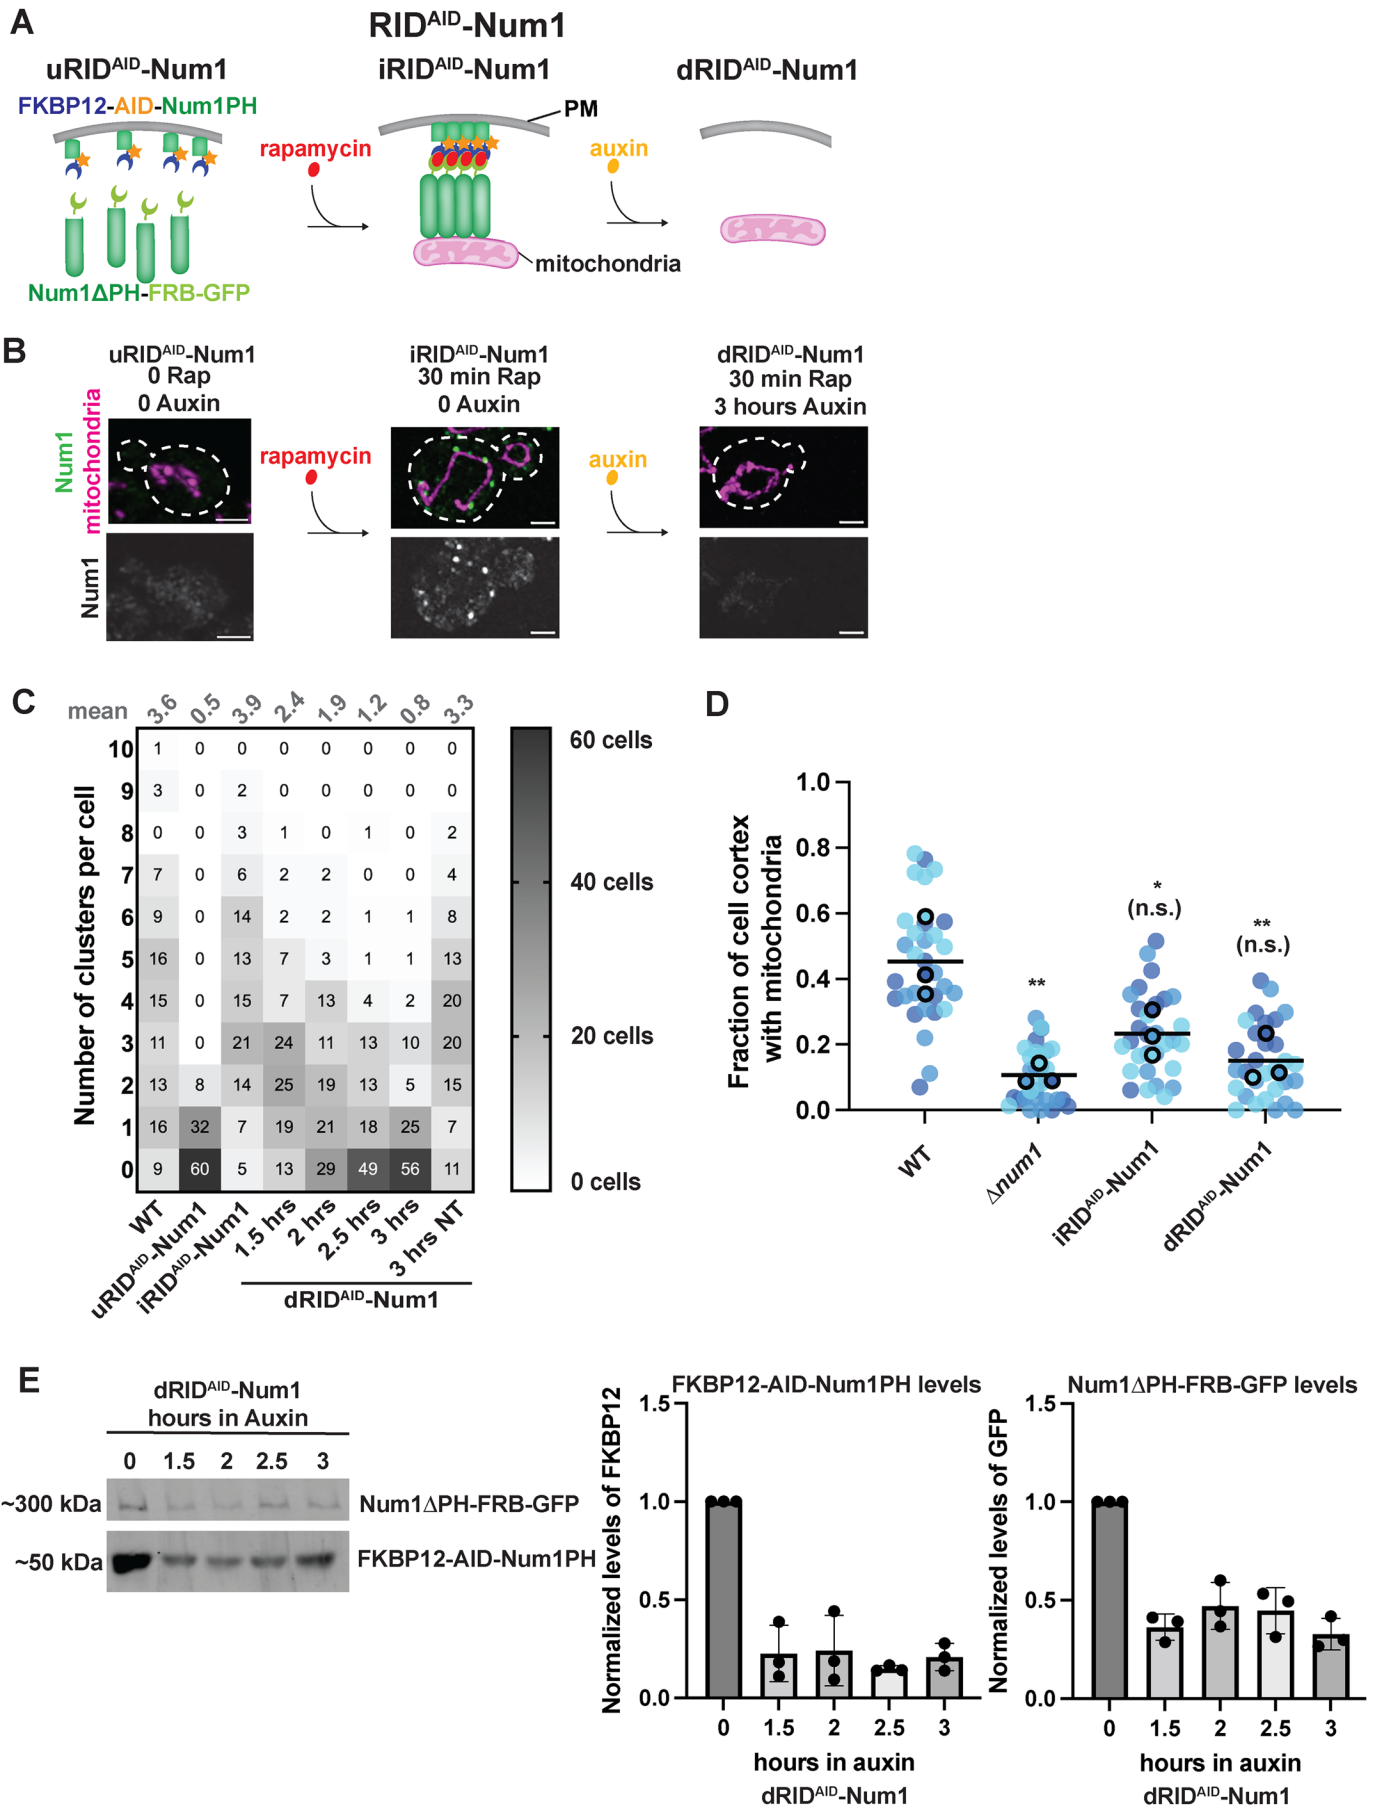 A
RIDAID-Num1
uRIDAID-Num1
iRIDAID-Num1
dRIDAID-Num1
FKBP12-AID-Num1PH
PM
rapamycin
auxin
mitochondria
Num1ΔPH-FRB-GFP
B
uRIDAID-Num1
0 Rap
0 Auxin
iRIDAID-Num1
30 min Rap
0 Auxin
dRIDAID-Num1
30 min Rap
3 hours Auxin
Num1
mitochondria
rapamycin
auxin
Num1
C
mean 3.6 0.5 3.9 2.4 1.9 1.2 0.8 3.3
Number of clusters per cell
10 1 0 0 0 0 0 0 0
9 3 0 2 0 0 0 0 0
8 0 0 3 1 0 1 0 2
7 7 0 6 2 2 0 0 4
6 9 0 14 2 2 1 1 8
5 16 0 13 7 3 1 1 13
4 15 0 15 7 13 4 2 20
3 11 0 21 24 11 13 10 20
2 13 8 14 25 19 13 5 15
1 16 32 7 19 21 18 25 7
0 9 60 5 13 29 49 56 11
WT
uRIDAID-Num1
iRIDAID-Num1
1.5 hrs
2 hrs
2.5 hrs
3 hrs
3 hrs NT
dRIDAID-Num1
60 cells
40 cells
20 cells
0 cells
D
Fraction of cell cortex
with mitochondria
1.0
0.8
0.6
0.4
0.2
0.0
**
*
(n.s.)
**
(n.s.)
WT
Δnum1
iRIDAID-Num1
dRIDAID-Num1
E
dRIDAID-Num1
hours in Auxin
0 1.5 2 2.5 3
~300 kDa
Num1ΔPH-FRB-GFP
~50 kDa
FKBP12-AID-Num1PH
FKBP12-AID-Num1PH levels
Normalized levels of FKBP12
1.5
1.0
0.5
0.0
0 1.5 2 2.5 3
hours in auxin
dRIDAID-Num1
Num1ΔPH-FRB-GFP levels
Normalized levels of GFP
1.5
1.0
0.5
0.0
0 1.5 2 2.5 3
hours in auxin
dRIDAID-Num1